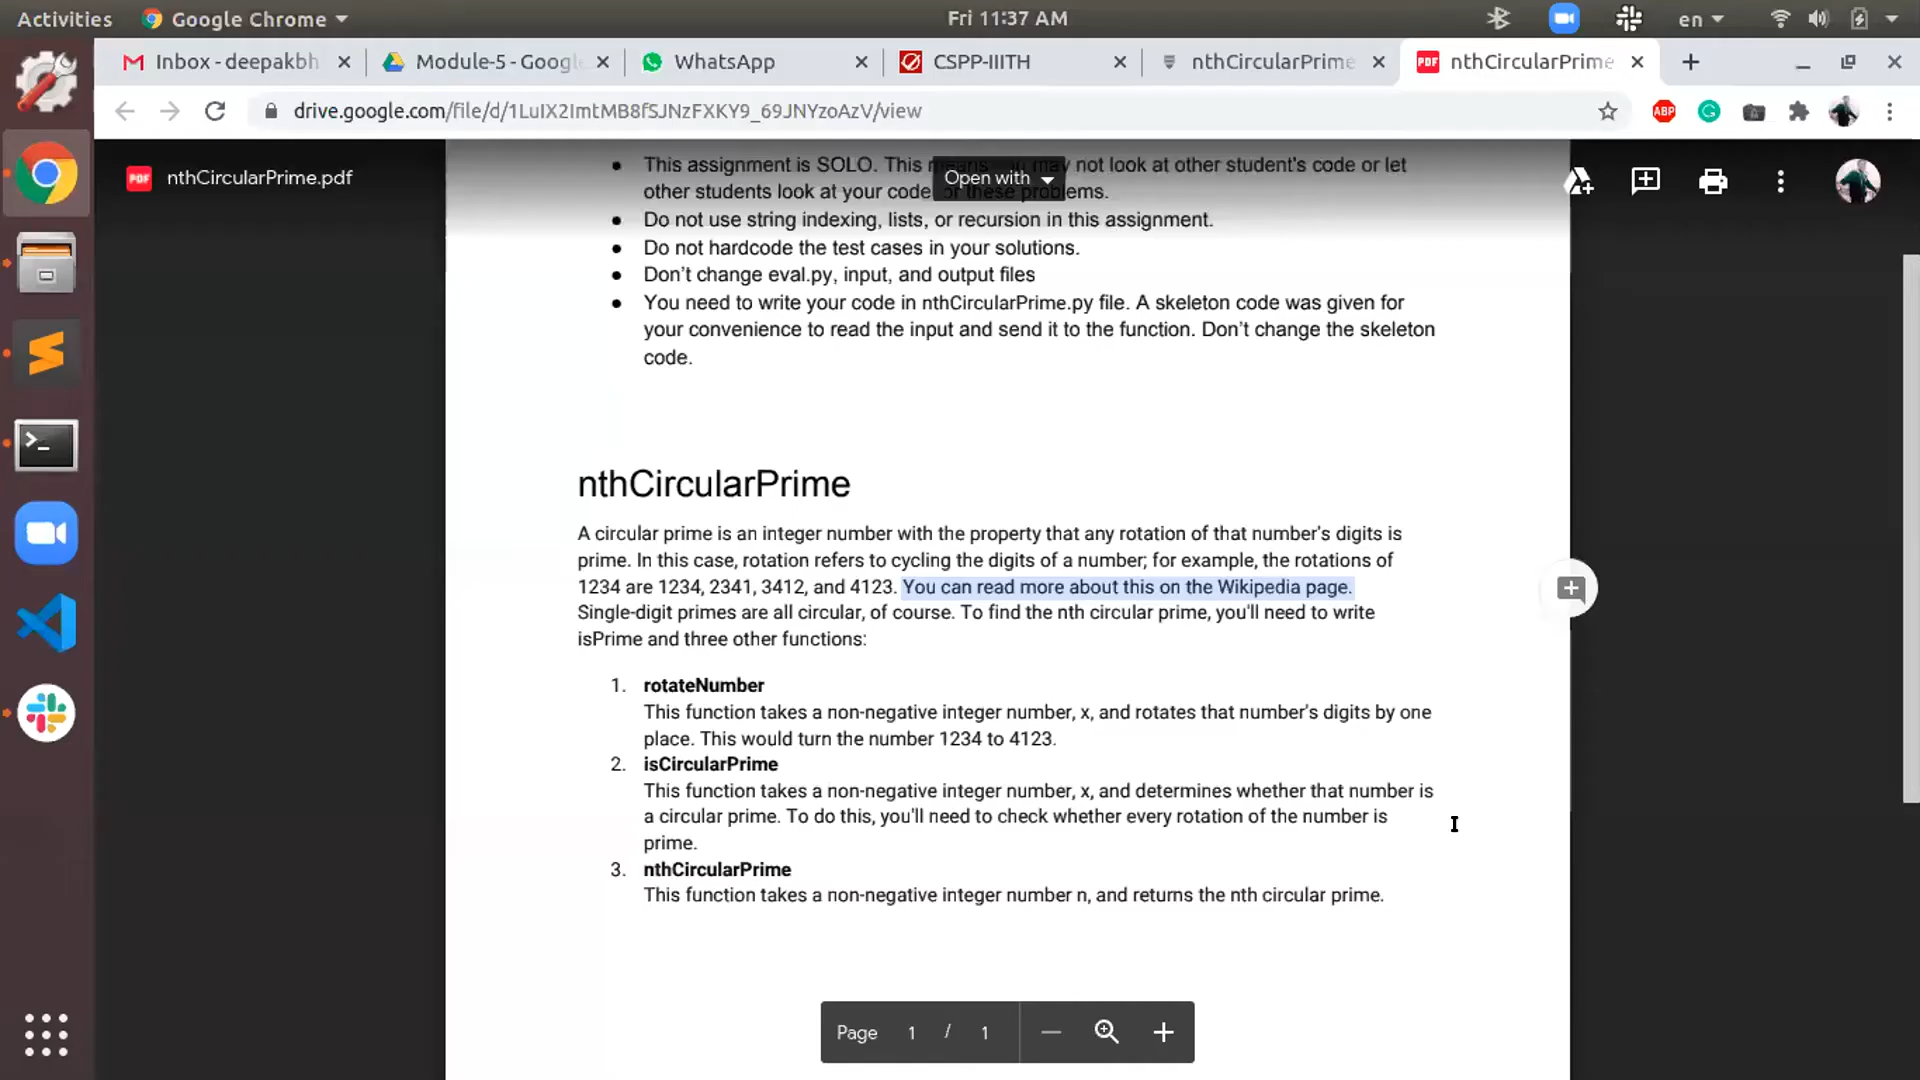 Activities
Google Chrome
Fri 11:37 AM
en
Inbox - deepakbh
Module-5 - Google
WhatsApp
CSPP-IIITH
nthCircularPrime
PDF
nthCircularPrime
drive.google.com/file/d/1LuIX2ImtMB8fSJNzFXKY9_69JNYzoAzV/view
ABP
PDF
nthCircularPrime.pdf
Open with
• This assignment is SOLO. This means you may not look at other student's code or let
other students look at your code for these problems.
• Do not use string indexing, lists, or recursion in this assignment.
• Do not hardcode the test cases in your solutions.
• Don't change eval.py, input, and output files
• You need to write your code in nthCircularPrime.py file. A skeleton code was given for
your convenience to read the input and send it to the function. Don't change the skeleton
code.
nthCircularPrime
A circular prime is an integer number with the property that any rotation of that number's digits is
prime. In this case, rotation refers to cycling the digits of a number; for example, the rotations of
1234 are 1234, 2341, 3412, and 4123. You can read more about this on the Wikipedia page.
Single-digit primes are all circular, of course. To find the nth circular prime, you'll need to write
isPrime and three other functions:
1. rotateNumber
This function takes a non-negative integer number, x, and rotates that number's digits by one
place. This would turn the number 1234 to 4123.
2. isCircularPrime
This function takes a non-negative integer number, x, and determines whether that number is
a circular prime. To do this, you'll need to check whether every rotation of the number is
prime.
3. nthCircularPrime
This function takes a non-negative integer number n, and returns the nth circular prime.
Page 1 / 1